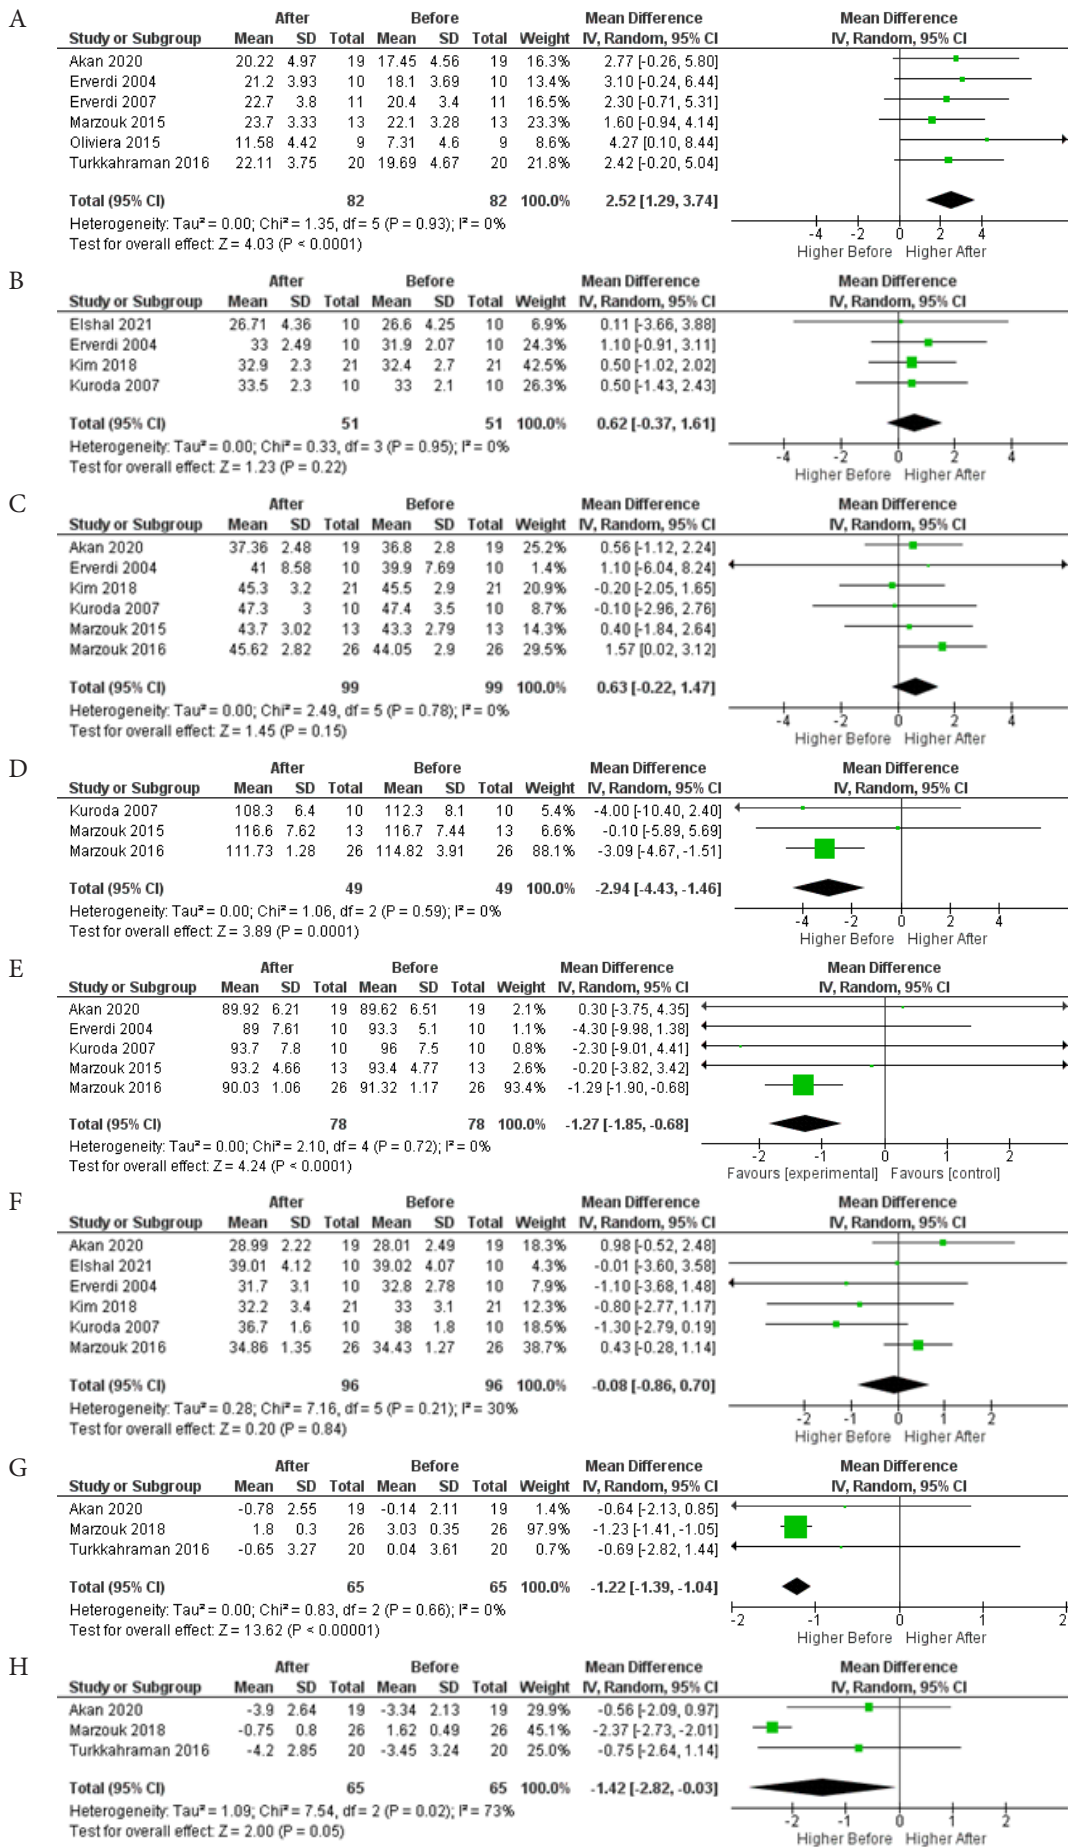 A
After Before Mean Difference Mean Difference
Study or Subgroup Mean SD Total Mean SD Total Weight IV, Random, 95% CI IV, Random, 95% CI
Akan 2020 20.22 4.97 19 17.45 4.56 19 16.3% 2.77 [-0.26, 5.80]
Erverdi 2004 21.2 3.93 10 18.1 3.69 10 13.4% 3.10 [-0.24, 6.44]
Erverdi 2007 22.7 3.8 11 20.4 3.4 11 16.5% 2.30 [-0.71, 5.31]
Marzouk 2015 23.7 3.33 13 22.1 3.28 13 23.3% 1.60 [-0.94, 4.14]
Oliviera 2015 11.58 4.42 9 7.31 4.6 9 8.6% 4.27 [0.10, 8.44]
Turkkahraman 2016 22.11 3.75 20 19.69 4.67 20 21.8% 2.42 [-0.20, 5.04]
Total (95% CI) 82 82 100.0% 2.52 [1.29, 3.74]
Heterogeneity: Tau² = 0.00; Chi² = 1.35, df = 5 (P = 0.93); I² = 0%
Test for overall effect: Z = 4.03 (P < 0.0001)
-4 -2 0 2 4
Higher Before Higher After
B
After Before Mean Difference Mean Difference
Study or Subgroup Mean SD Total Mean SD Total Weight IV, Random, 95% CI IV, Random, 95% CI
Elshal 2021 26.71 4.36 10 26.6 4.25 10 6.9% 0.11 [-3.66, 3.88]
Erverdi 2004 33 2.49 10 31.9 2.07 10 24.3% 1.10 [-0.91, 3.11]
Kim 2018 32.9 2.3 21 32.4 2.7 21 42.5% 0.50 [-1.02, 2.02]
Kuroda 2007 33.5 2.3 10 33 2.1 10 26.3% 0.50 [-1.43, 2.43]
Total (95% CI) 51 51 100.0% 0.62 [-0.37, 1.61]
Heterogeneity: Tau² = 0.00; Chi² = 0.33, df = 3 (P = 0.95); I² = 0%
Test for overall effect: Z = 1.23 (P = 0.22)
-4 -2 0 2 4
Higher Before Higher After
C
After Before Mean Difference Mean Difference
Study or Subgroup Mean SD Total Mean SD Total Weight IV, Random, 95% CI IV, Random, 95% CI
Akan 2020 37.36 2.48 19 36.8 2.8 19 25.2% 0.56 [-1.12, 2.24]
Erverdi 2004 41 8.58 10 39.9 7.69 10 1.4% 1.10 [-6.04, 8.24]
Kim 2018 45.3 3.2 21 45.5 2.9 21 20.9% -0.20 [-2.05, 1.65]
Kuroda 2007 47.3 3 10 47.4 3.5 10 8.7% -0.10 [-2.96, 2.76]
Marzouk 2015 43.7 3.02 13 43.3 2.79 13 14.3% 0.40 [-1.84, 2.64]
Marzouk 2016 45.62 2.82 26 44.05 2.9 26 29.5% 1.57 [0.02, 3.12]
Total (95% CI) 99 99 100.0% 0.63 [-0.22, 1.47]
Heterogeneity: Tau² = 0.00; Chi² = 2.49, df = 5 (P = 0.78); I² = 0%
Test for overall effect: Z = 1.45 (P = 0.15)
-4 -2 0 2 4
Higher Before Higher After
D
After Before Mean Difference Mean Difference
Study or Subgroup Mean SD Total Mean SD Total Weight IV, Random, 95% CI IV, Random, 95% CI
Kuroda 2007 108.3 6.4 10 112.3 8.1 10 5.4% -4.00 [-10.40, 2.40]
Marzouk 2015 116.6 7.62 13 116.7 7.44 13 6.6% -0.10 [-5.89, 5.69]
Marzouk 2016 111.73 1.28 26 114.82 3.91 26 88.1% -3.09 [-4.67, -1.51]
Total (95% CI) 49 49 100.0% -2.94 [-4.43, -1.46]
Heterogeneity: Tau² = 0.00; Chi² = 1.06, df = 2 (P = 0.59); I² = 0%
Test for overall effect: Z = 3.89 (P = 0.0001)
-4 -2 0 2 4
Higher Before Higher After
E
After Before Mean Difference Mean Difference
Study or Subgroup Mean SD Total Mean SD Total Weight IV, Random, 95% CI IV, Random, 95% CI
Akan 2020 89.92 6.21 19 89.62 6.51 19 2.1% 0.30 [-3.75, 4.35]
Erverdi 2004 89 7.61 10 93.3 5.1 10 1.1% -4.30 [-9.98, 1.38]
Kuroda 2007 93.7 7.8 10 96 7.5 10 0.8% -2.30 [-9.01, 4.41]
Marzouk 2015 93.2 4.66 13 93.4 4.77 13 2.6% -0.20 [-3.82, 3.42]
Marzouk 2016 90.03 1.06 26 91.32 1.17 26 93.4% -1.29 [-1.90, -0.68]
Total (95% CI) 78 78 100.0% -1.27 [-1.85, -0.68]
Heterogeneity: Tau² = 0.00; Chi² = 2.10, df = 4 (P = 0.72); I² = 0%
Test for overall effect: Z = 4.24 (P < 0.0001)
-2 -1 0 1 2
Favours [experimental] Favours [control]
F
After Before Mean Difference Mean Difference
Study or Subgroup Mean SD Total Mean SD Total Weight IV, Random, 95% CI IV, Random, 95% CI
Akan 2020 28.99 2.22 19 28.01 2.49 19 18.3% 0.98 [-0.52, 2.48]
Elshal 2021 39.01 4.12 10 39.02 4.07 10 4.3% -0.01 [-3.60, 3.58]
Erverdi 2004 31.7 3.1 10 32.8 2.78 10 7.9% -1.10 [-3.68, 1.48]
Kim 2018 32.2 3.4 21 33 3.1 21 12.3% -0.80 [-2.77, 1.17]
Kuroda 2007 36.7 1.6 10 38 1.8 10 18.5% -1.30 [-2.79, 0.19]
Marzouk 2016 34.86 1.35 26 34.43 1.27 26 38.7% 0.43 [-0.28, 1.14]
Total (95% CI) 96 96 100.0% -0.08 [-0.86, 0.70]
Heterogeneity: Tau² = 0.28; Chi² = 7.16, df = 5 (P = 0.21); I² = 30%
Test for overall effect: Z = 0.20 (P = 0.84)
-2 -1 0 1 2
Higher Before Higher After
G
After Before Mean Difference Mean Difference
Study or Subgroup Mean SD Total Mean SD Total Weight IV, Random, 95% CI IV, Random, 95% CI
Akan 2020 -0.78 2.55 19 -0.14 2.11 19 1.4% -0.64 [-2.13, 0.85]
Marzouk 2018 1.8 0.3 26 3.03 0.35 26 97.9% -1.23 [-1.41, -1.05]
Turkkahraman 2016 -0.65 3.27 20 0.04 3.61 20 0.7% -0.69 [-2.82, 1.44]
Total (95% CI) 65 65 100.0% -1.22 [-1.39, -1.04]
Heterogeneity: Tau² = 0.00; Chi² = 0.83, df = 2 (P = 0.66); I² = 0%
Test for overall effect: Z = 13.62 (P < 0.00001)
-2 -1 0 1 2
Higher Before Higher After
H
After Before Mean Difference Mean Difference
Study or Subgroup Mean SD Total Mean SD Total Weight IV, Random, 95% CI IV, Random, 95% CI
Akan 2020 -3.9 2.64 19 -3.34 2.13 19 29.9% -0.56 [-2.09, 0.97]
Marzouk 2018 -0.75 0.8 26 1.62 0.49 26 45.1% -2.37 [-2.73, -2.01]
Turkkahraman 2016 -4.2 2.85 20 -3.45 3.24 20 25.0% -0.75 [-2.64, 1.14]
Total (95% CI) 65 65 100.0% -1.42 [-2.82, -0.03]
Heterogeneity: Tau² = 1.09; Chi² = 7.54, df = 2 (P = 0.02); I² = 73%
Test for overall effect: Z = 2.00 (P = 0.05)
-2 -1 0 1 2
Higher Before Higher After